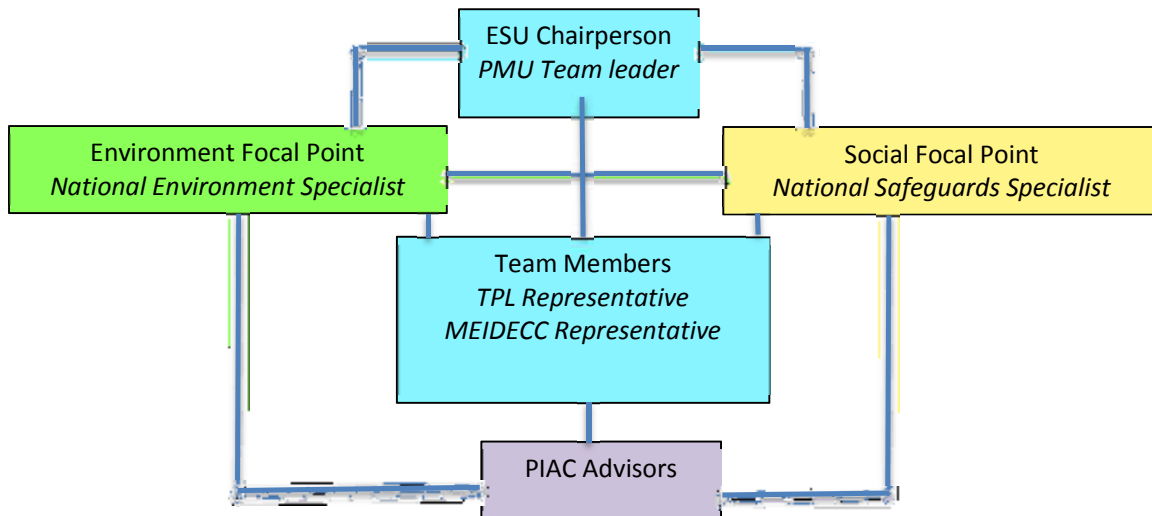 ESU Chairperson
PMU Team leader
Environment Focal Point
National Environment Specialist
Social Focal Point
National Safeguards Specialist
Team Members
TPL Representative
MEIDECC Representative
PIAC Advisors